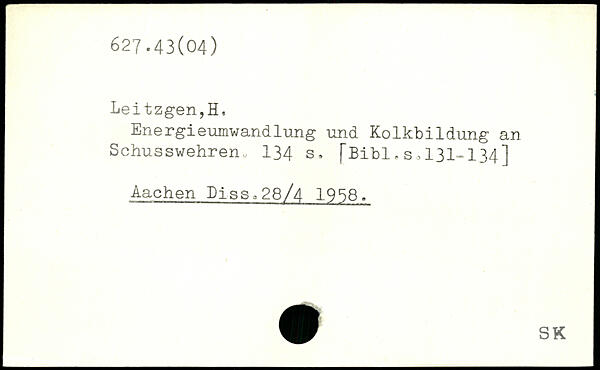 627.43(04)
Leitzgen,H.
Energieumwandlung und Kolkbildung an
Schusswehren. 134 s. [Bibl.s.131-134]
Aachen Diss.28/4 1958.
SK